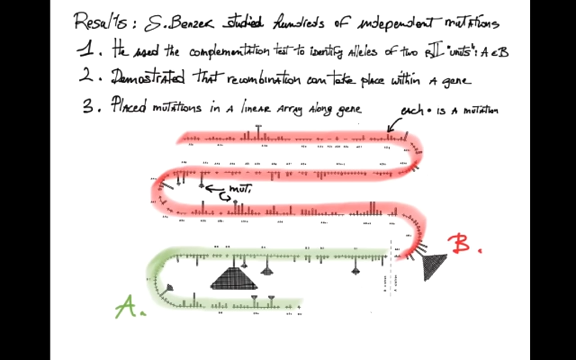 Results: S. Benzer studied hundreds of independent mutations
1. He used the complementation test to identify Alleles of two rII "units": A & B
2. Demostrated that recombination can take place within A gene
3. Placed mutations in A linear ARRAY Along gene
each • is A mutation
muts
B.
A.